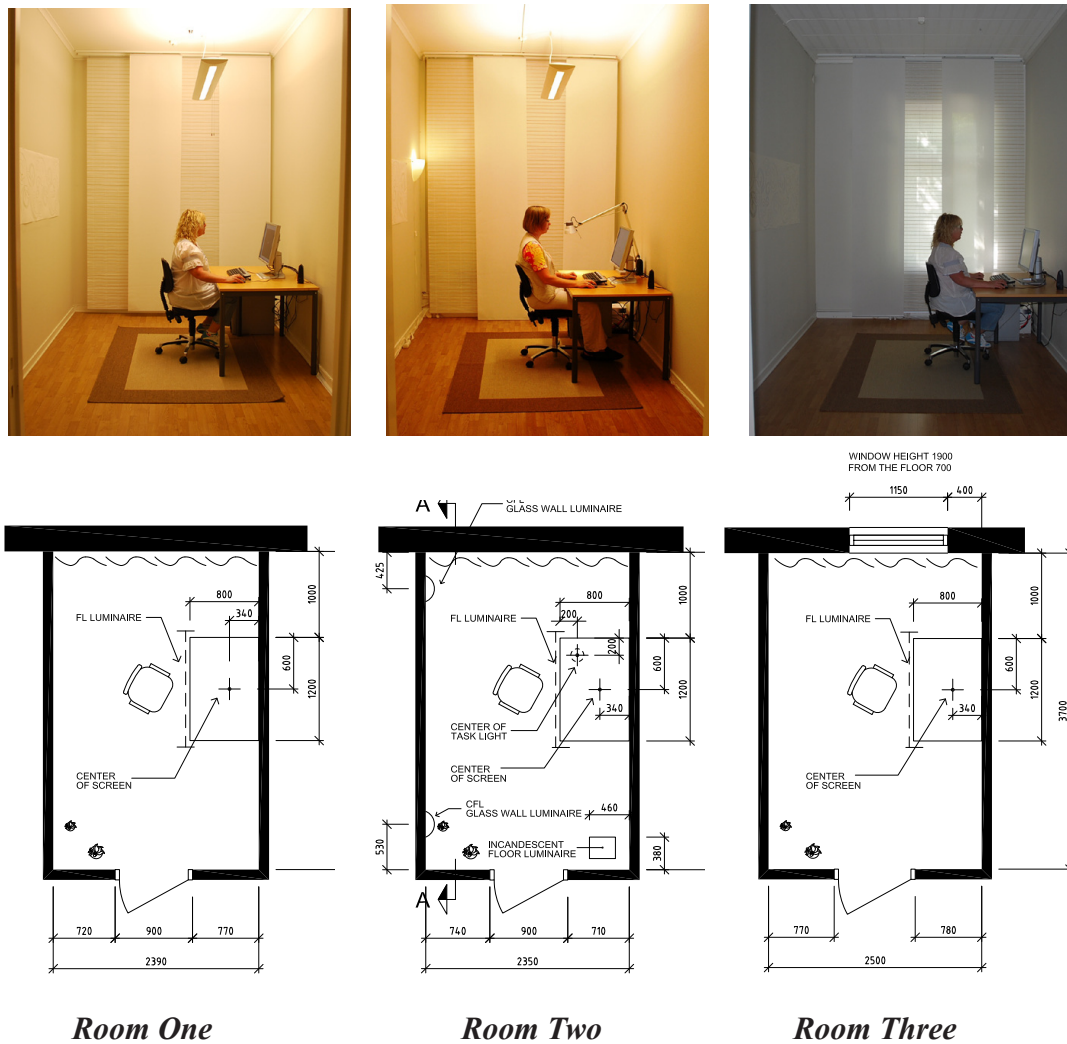 WINDOW HEIGHT 1900
FROM THE FLOOR 700
1150
400
A
GLASS WALL LUMINAIRE
FL LUMINAIRE
800
340
600
1000
1200
CENTER
OF SCREEN
720
900
770
2390
Room One
425
FL LUMINAIRE
800
200
200
1000
600
1200
340
CENTER OF
TASK LIGHT
CENTER
OF SCREEN
CFL
GLASS WALL LUMINAIRE
460
530
INCANDESCENT
FLOOR LUMINAIRE
380
A
740
900
710
2350
Room Two
FL LUMINAIRE
800
1000
600
1200
340
3700
CENTER
OF SCREEN
770
780
2500
Room Three